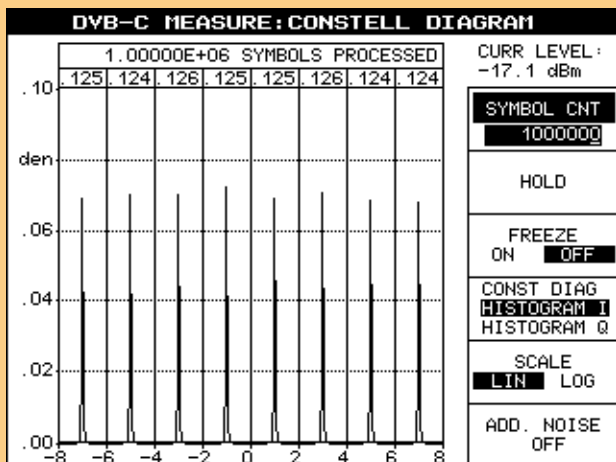 DVB-C MEASURE:CONSTELL DIAGRAM
1.00000E+06 SYMBOLS PROCESSED
.125 .124 .126 .125 .125 .126 .124 .124
.10
den
.06
.04
.02
.00
-8 -6 -4 -2 0 2 4 6 8
CURR LEVEL:
-17.1 dBm
SYMBOL CNT
1000000
HOLD
FREEZE
ON OFF
CONST DIAG
HISTOGRAM I
HISTOGRAM Q
SCALE
LIN LOG
ADD. NOISE
OFF